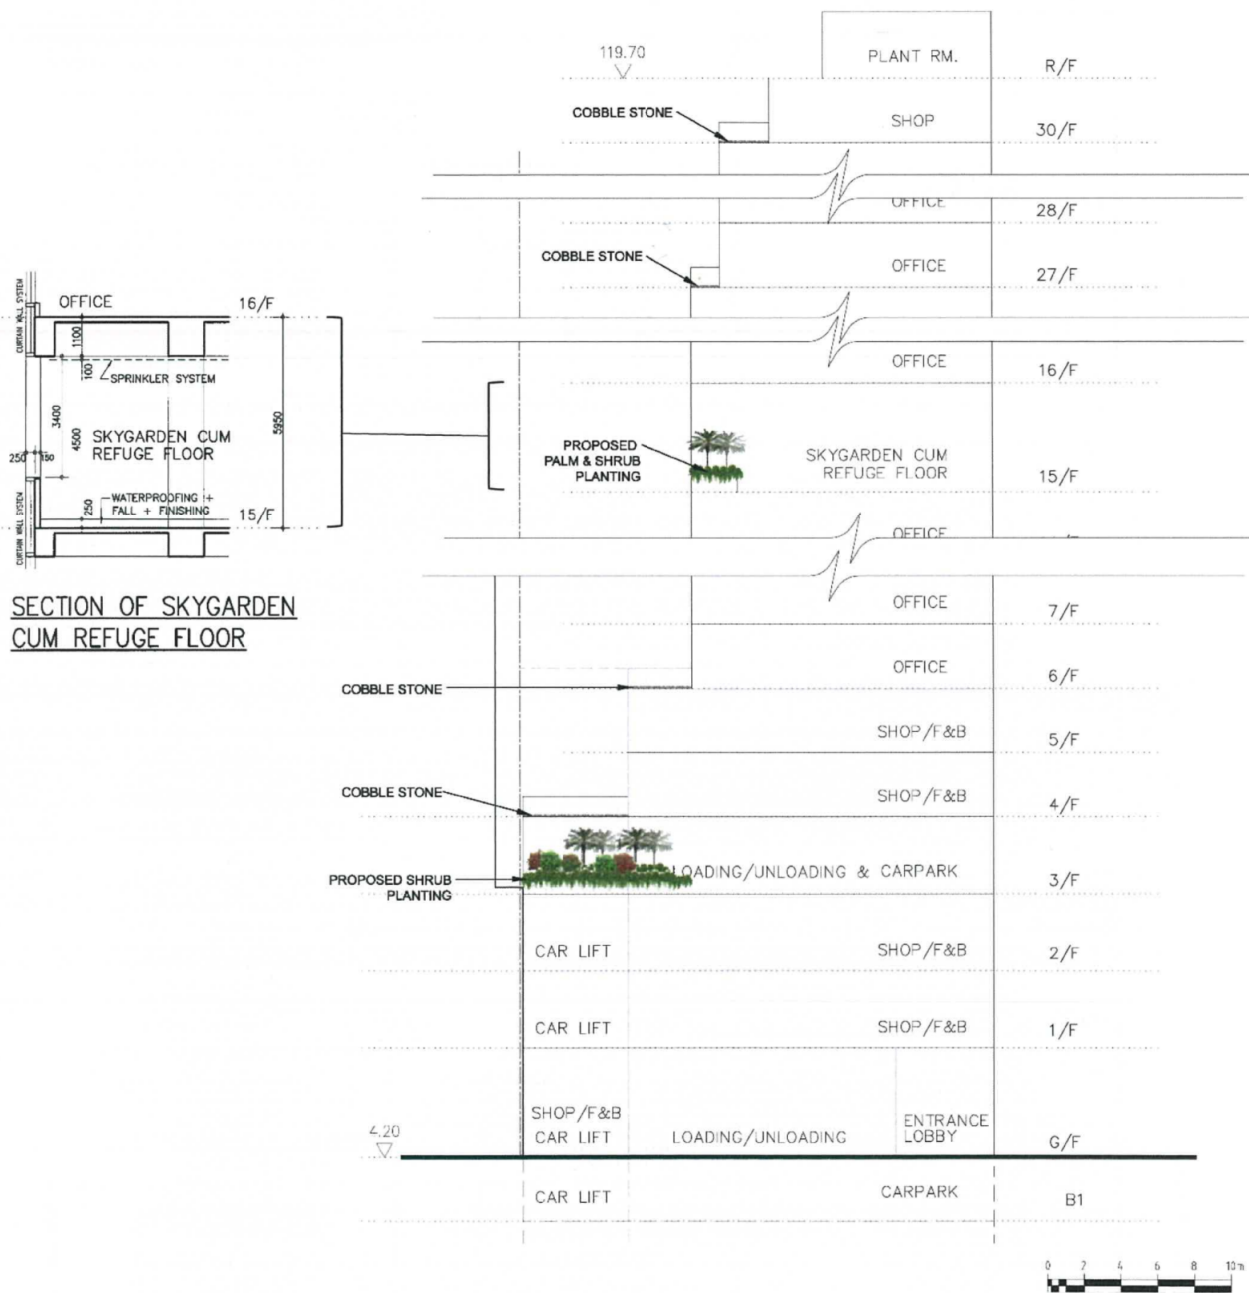 119.70
PLANT RM.
R/F
COBBLE STONE
SHOP
30/F
OFFICE
28/F
COBBLE STONE
OFFICE
27/F
OFFICE
16/F
PROPOSED
PALM & SHRUB
PLANTING
SKYGARDEN CUM
REFUGE FLOOR
15/F
OFFICE
OFFICE
7/F
OFFICE
6/F
COBBLE STONE
SHOP/F&B
5/F
COBBLE STONE
SHOP/F&B
4/F
PROPOSED SHRUB
PLANTING
LOADING/UNLOADING & CARPARK
3/F
CAR LIFT
SHOP/F&B
2/F
CAR LIFT
SHOP/F&B
1/F
4.20
SHOP/F&B
CAR LIFT
LOADING/UNLOADING
ENTRANCE
LOBBY
G/F
CAR LIFT
CARPARK
B1
0 2 4 6 8 10m
CURTAIN WALL SYSTEM
OFFICE
16/F
1100
100
SPRINKLER SYSTEM
3400
4500
5950
SKYGARDEN CUM
REFUGE FLOOR
250
150
250
WATERPROOFING +
FALL + FINISHING
15/F
CURTAIN WALL SYSTEM
SECTION OF SKYGARDEN
CUM REFUGE FLOOR